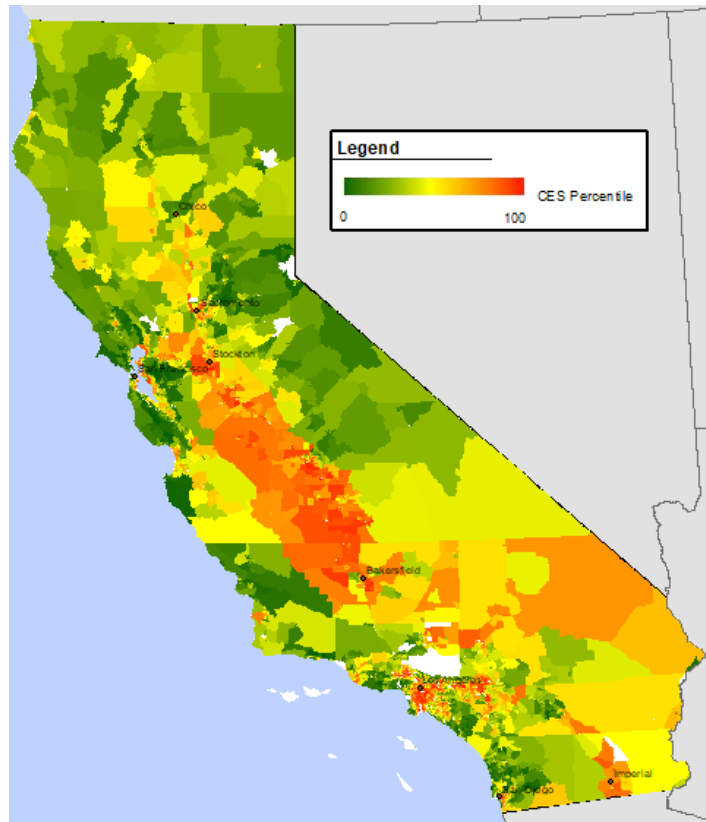 Legend
CES Percentile
0
100
Chico
Sacramento
Stockton
San Francisco
Bakersfield
Los Angeles
Imperial
San Diego